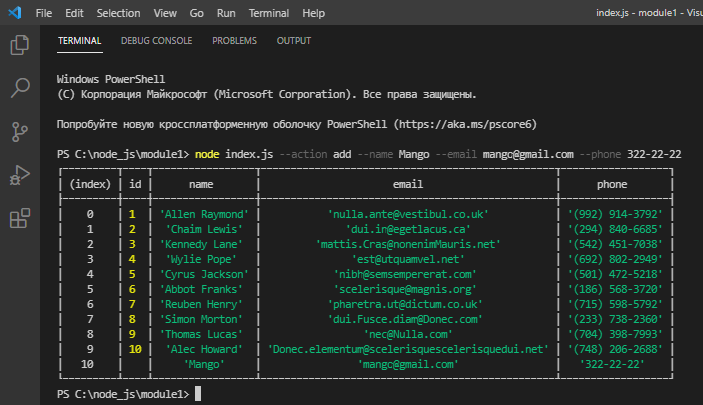 File Edit Selection View Go Run Terminal Help index.js - module1 - Visu
TERMINAL DEBUG CONSOLE PROBLEMS OUTPUT
Windows PowerShell
(C) Корпорация Майкрософт (Microsoft Corporation). Все права защищены.
Попробуйте новую кроссплатформенную оболочку PowerShell (https://aka.ms/pscore6)
PS C:\node_js\module1> node index.js --action add --name Mango --email mango@gmail.com --phone 322-22-22
(index) id name email phone
0 1 'Allen Raymond' 'nulla.ante@vestibul.co.uk' '(992) 914-3792'
1 2 'Chaim Lewis' 'dui.in@egetlacus.ca' '(294) 840-6685'
2 3 'Kennedy Lane' 'mattis.Cras@nonenimMauris.net' '(542) 451-7038'
3 4 'Wylie Pope' 'est@utquamvel.net' '(692) 802-2949'
4 5 'Cyrus Jackson' 'nibh@semsempererat.com' '(501) 472-5218'
5 6 'Abbot Franks' 'scelerisque@magnis.org' '(186) 568-3720'
6 7 'Reuben Henry' 'pharetra.ut@dictum.co.uk' '(715) 598-5792'
7 8 'Simon Morton' 'dui.Fusce.diam@Donec.com' '(233) 738-2360'
8 9 'Thomas Lucas' 'nec@Nulla.com' '(704) 398-7993'
9 10 'Alec Howard' 'Donec.elementum@scelerisquescelerisquedui.net' '(748) 206-2688'
10 'Mango' 'mango@gmail.com' '322-22-22'
PS C:\node_js\module1>